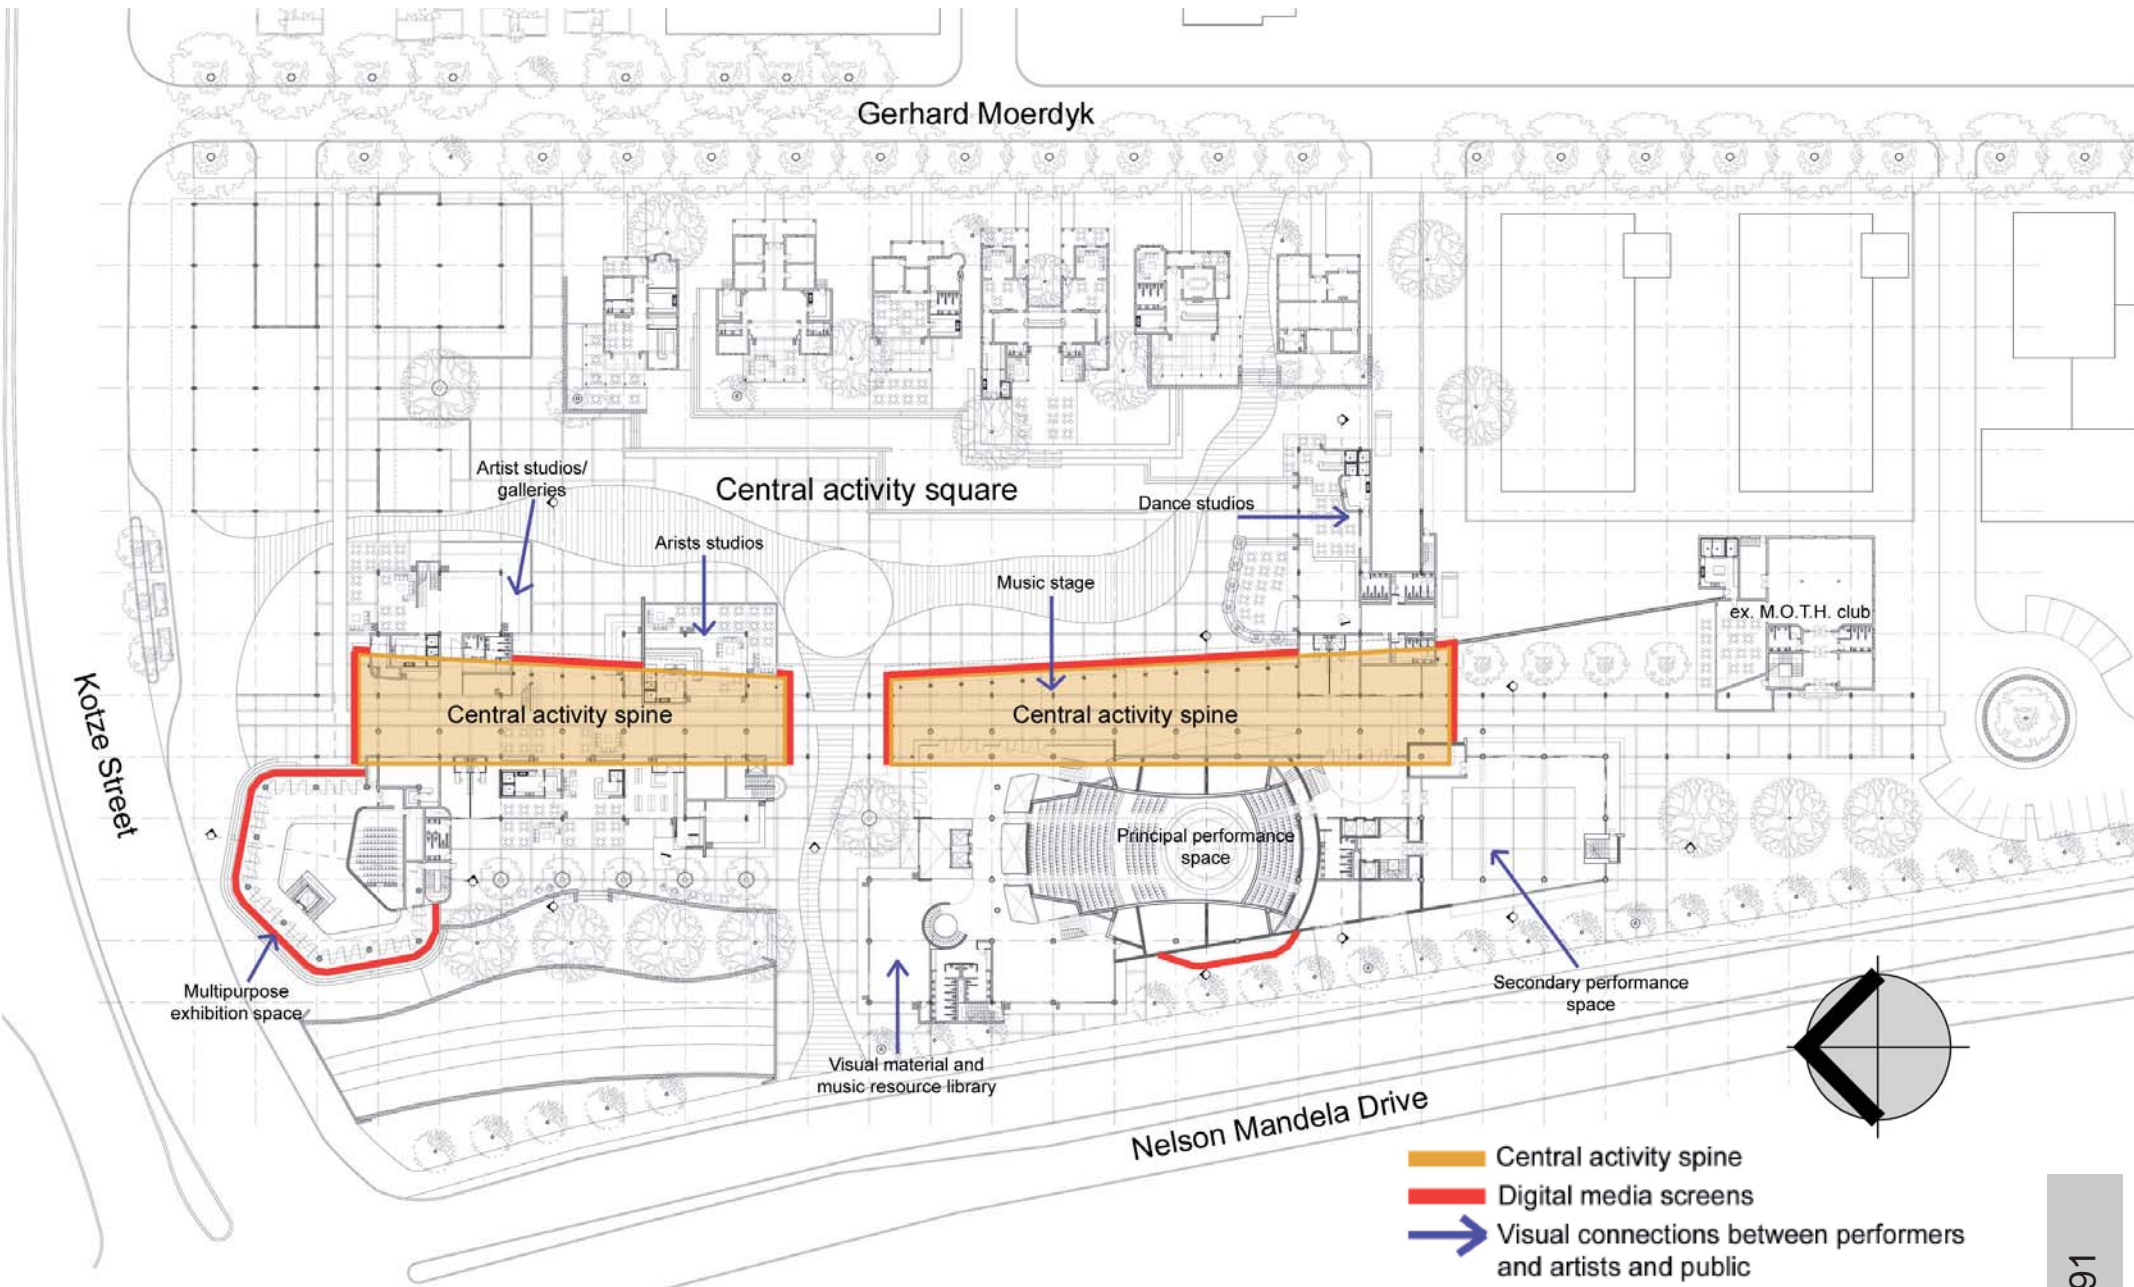 Gerhard Moerdyk
Artist studios/
galleries
Central activity square
Dance studios
Arists studios
Music stage
ex. M.O.T.H. club
Kotze Street
Central activity spine
Central activity spine
Principal performance
space
Multipurpose
exhibition space
Secondary performance
space
Visual material and
music resource library
Nelson Mandela Drive
Central activity spine
Digital media screens
Visual connections between performers
and artists and public
91